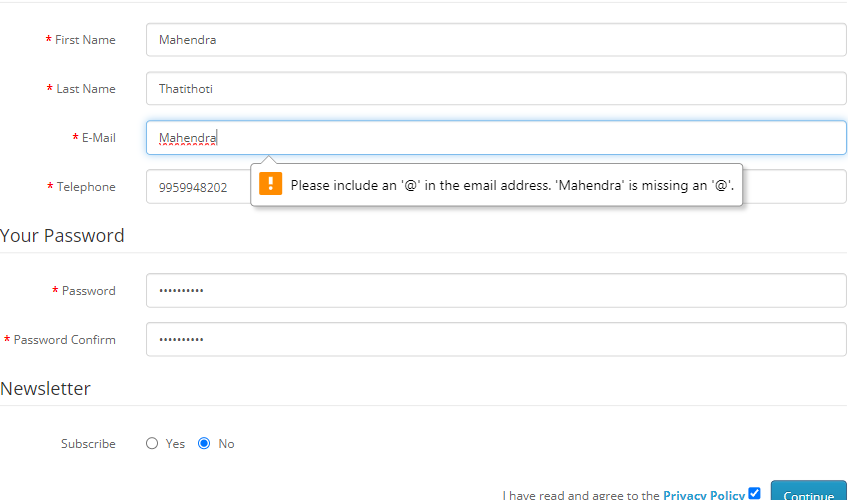 * First Name Mahendra
* Last Name Thatithoti
* E-Mail Mahendra
! Please include an '@' in the email address. 'Mahendra' is missing an '@'.
* Telephone 9959948202
Your Password
* Password ••••••••••
* Password Confirm ••••••••••
Newsletter
Subscribe Yes No
I have read and agree to the Privacy Policy Continue